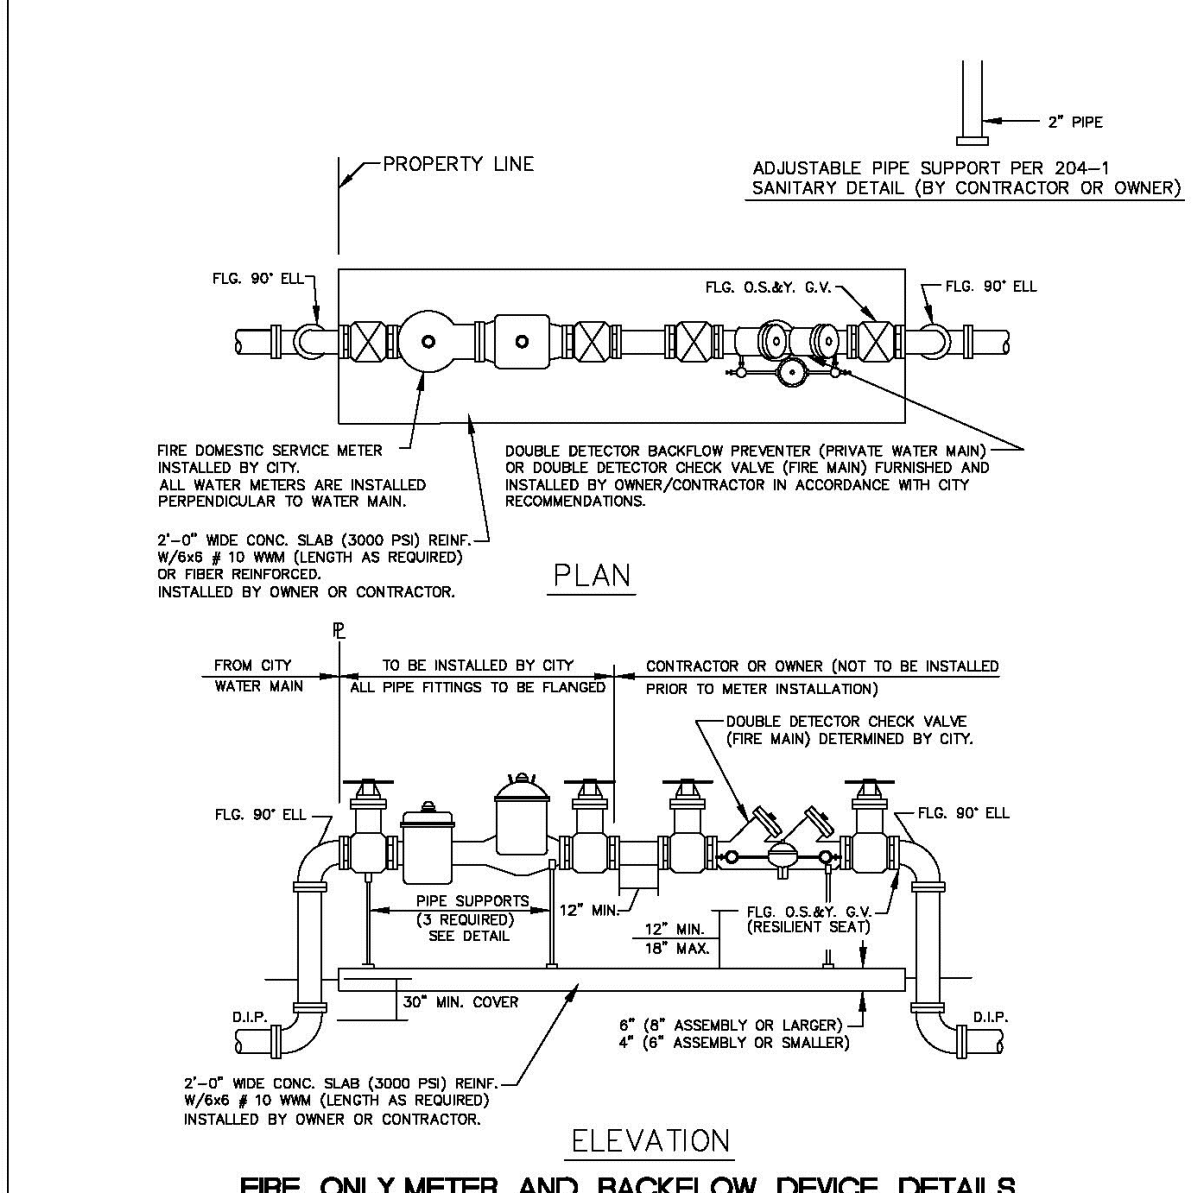 2" PIPE
ADJUSTABLE PIPE SUPPORT PER 204-1
SANITARY DETAIL (BY CONTRACTOR OR OWNER)
PROPERTY LINE
FLG. 90° ELL
FLG. O.S.&Y. G.V.
FLG. 90° ELL
FIRE DOMESTIC SERVICE METER
INSTALLED BY CITY.
ALL WATER METERS ARE INSTALLED
PERPENDICULAR TO WATER MAIN.
DOUBLE DETECTOR BACKFLOW PREVENTER (PRIVATE WATER MAIN)
OR DOUBLE DETECTOR CHECK VALVE (FIRE MAIN) FURNISHED AND
INSTALLED BY OWNER/CONTRACTOR IN ACCORDANCE WITH CITY
RECOMMENDATIONS.
2'-0" WIDE CONC. SLAB (3000 PSI) REINF.
W/6x6 # 10 WWM (LENGTH AS REQUIRED)
OR FIBER REINFORCED.
INSTALLED BY OWNER OR CONTRACTOR.
PLAN
PL
FROM CITY
WATER MAIN
TO BE INSTALLED BY CITY
ALL PIPE FITTINGS TO BE FLANGED
CONTRACTOR OR OWNER (NOT TO BE INSTALLED
PRIOR TO METER INSTALLATION)
DOUBLE DETECTOR CHECK VALVE
(FIRE MAIN) DETERMINED BY CITY.
FLG. 90° ELL
FLG. 90° ELL
PIPE SUPPORTS
(3 REQUIRED)
SEE DETAIL
12" MIN.
12" MIN.
18" MAX.
FLG. O.S.&Y. G.V.
(RESILIENT SEAT)
30" MIN. COVER
D.I.P.
D.I.P.
6" (8" ASSEMBLY OR LARGER)
4" (6" ASSEMBLY OR SMALLER)
2'-0" WIDE CONC. SLAB (3000 PSI) REINF.
W/6x6 # 10 WWM (LENGTH AS REQUIRED)
INSTALLED BY OWNER OR CONTRACTOR.
ELEVATION
FIRE ONLY METER AND BACKFLOW DEVICE DETAILS